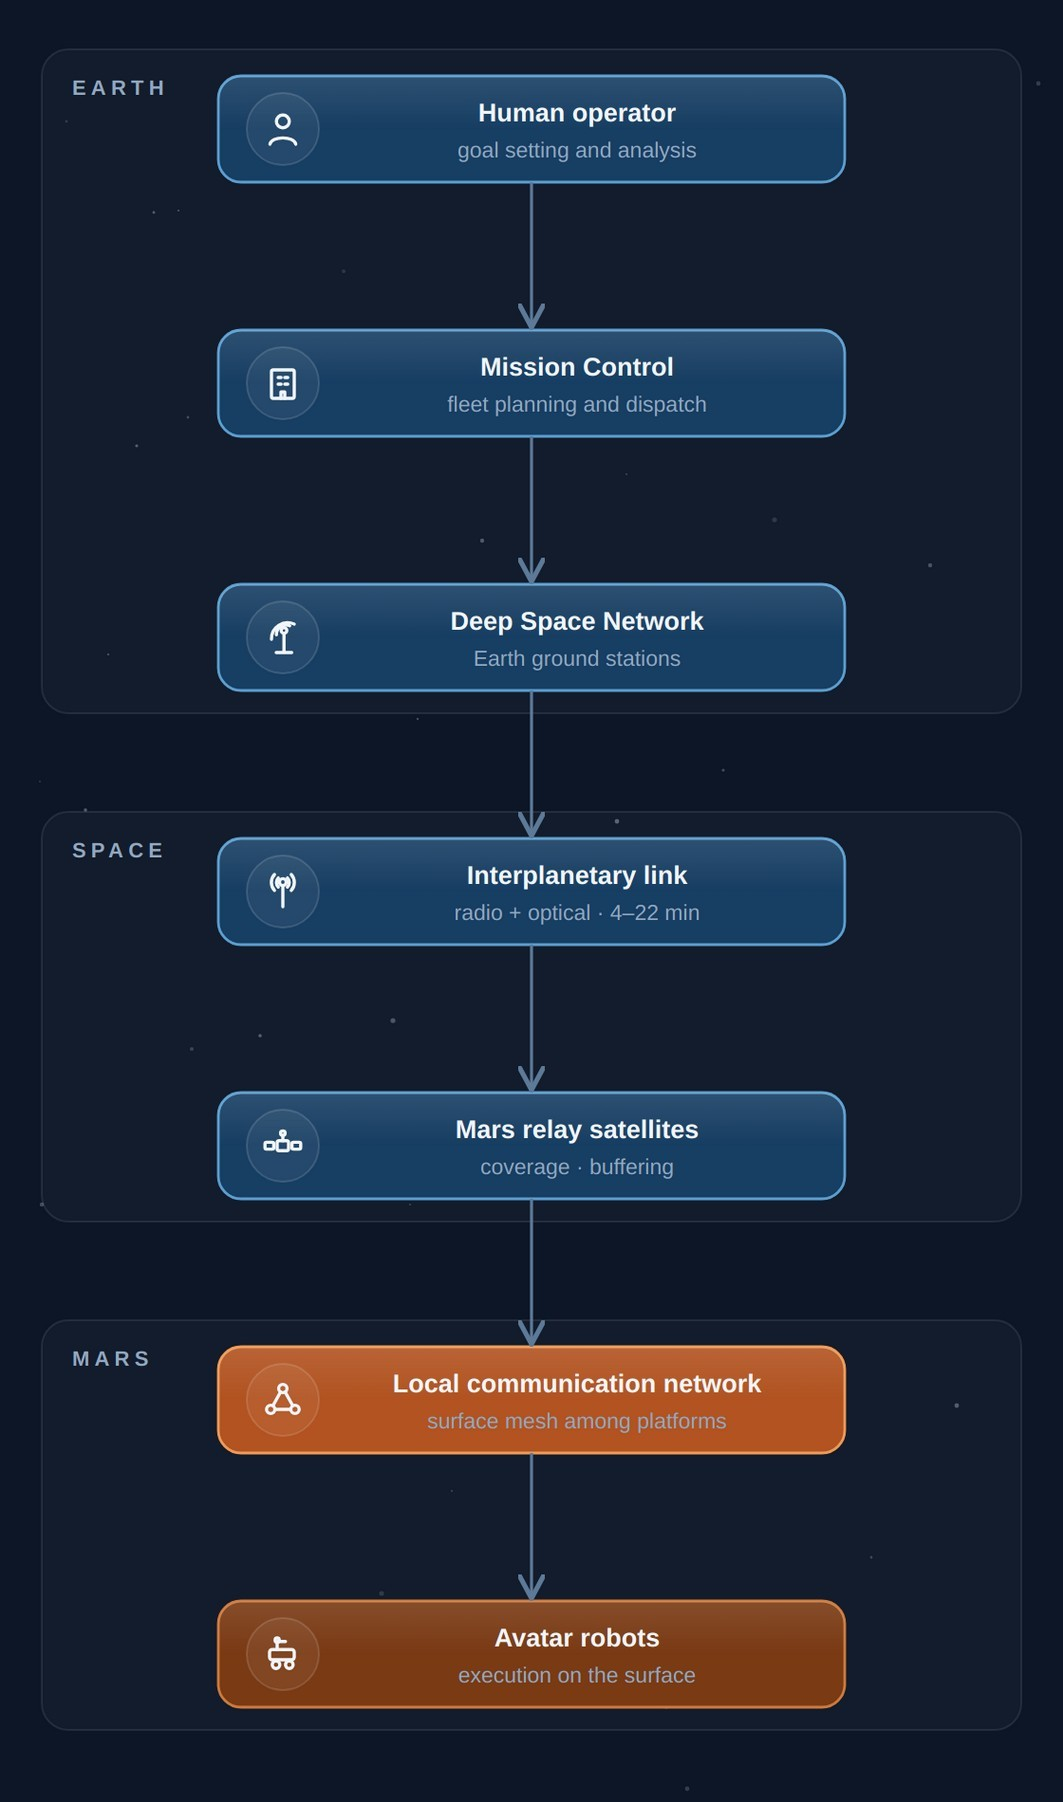 EARTH
Human operator
goal setting and analysis
Mission Control
fleet planning and dispatch
Deep Space Network
Earth ground stations
SPACE
Interplanetary link
radio + optical · 4–22 min
Mars relay satellites
coverage · buffering
MARS
Local communication network
surface mesh among platforms
Avatar robots
execution on the surface